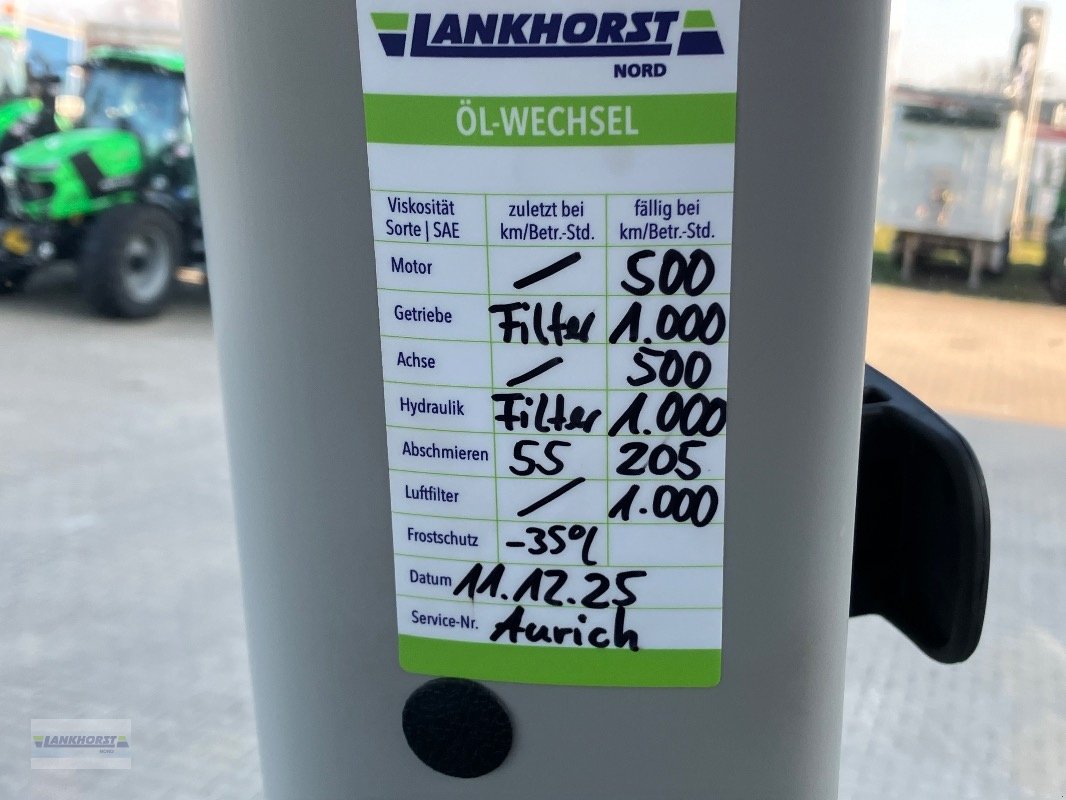 LANKHORST
NORD
ÖL-WECHSEL
Viskosität Sorte | SAE zuletzt bei km/Betr.-Std. fällig bei km/Betr.-Std.
Motor / 500
Getriebe Filter 1.000
Achse / 500
Hydraulik Filter 1.000
Abschmieren 55 205
Luftfilter / 1.000
Frostschutz -35°C
Datum 11.12.25
Service-Nr. Aurich
LANKHORST
NORD